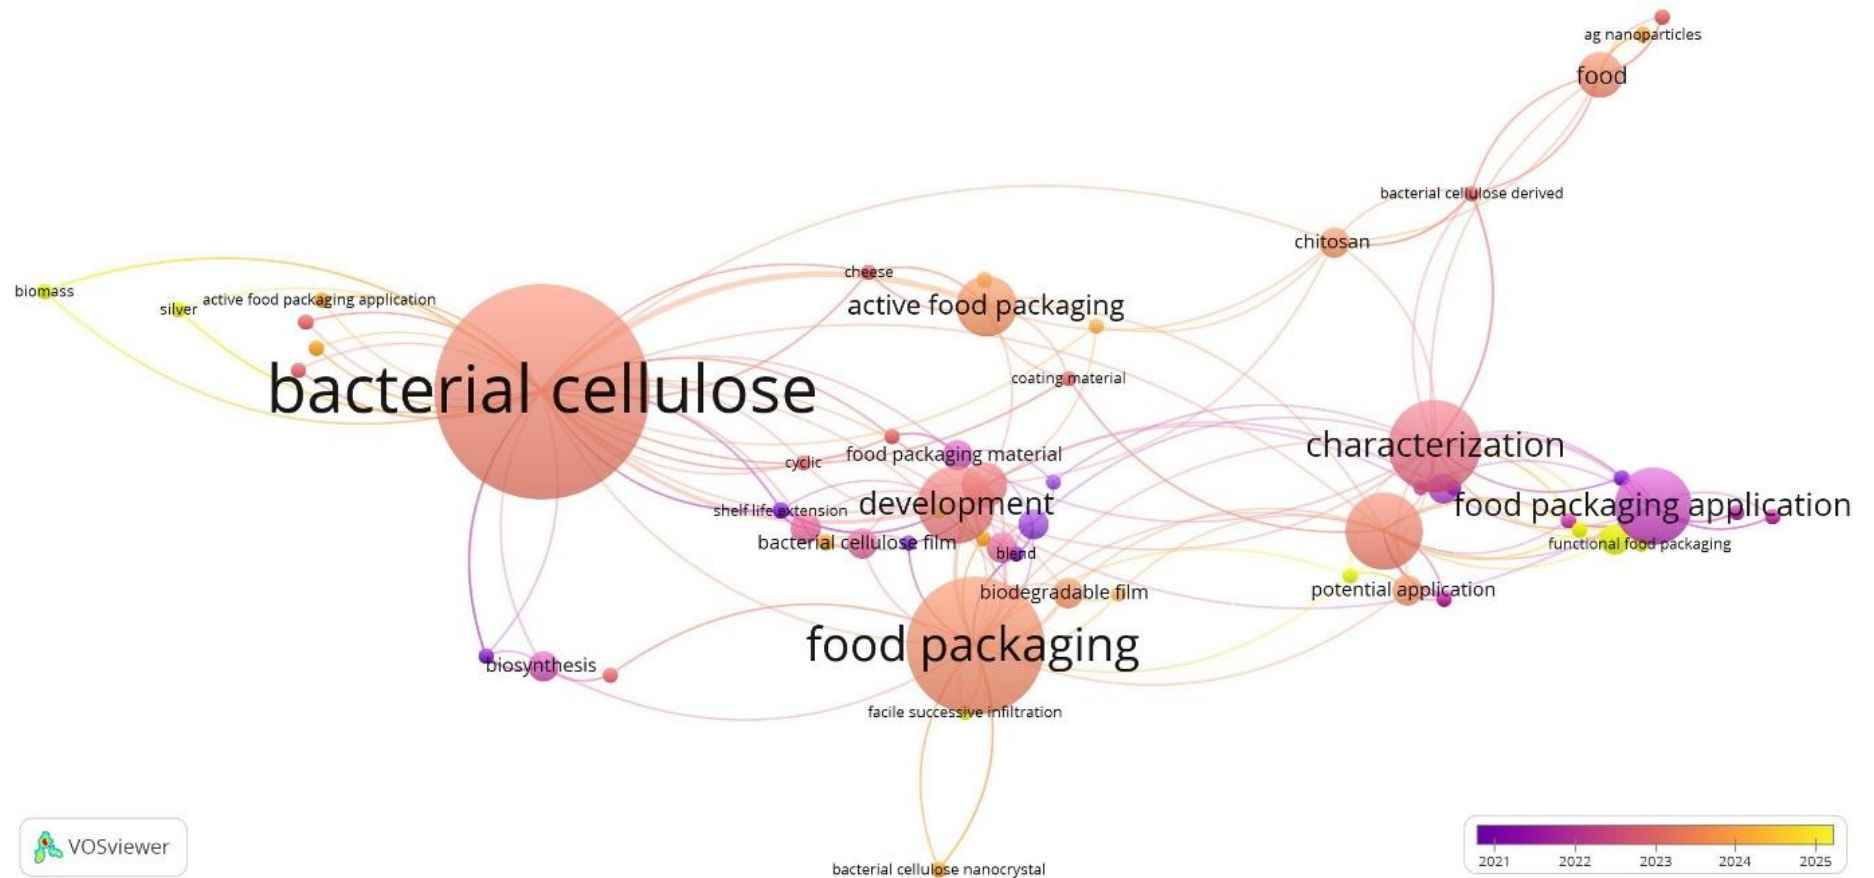 ag nanoparticles
food
bacterial cellulose derived
chitosan
cheese
biomass
active food packaging application
silver
active food packaging
coating material
bacterial cellulose
characterization
food packaging material
cyclic
development
food packaging application
shelf life extension
bacterial cellulose film
blend
functional food packaging
biodegradable film
potential application
food packaging
biosynthesis
facile successive infiltration
bacterial cellulose nanocrystal
VOSviewer
2021 2022 2023 2024 2025